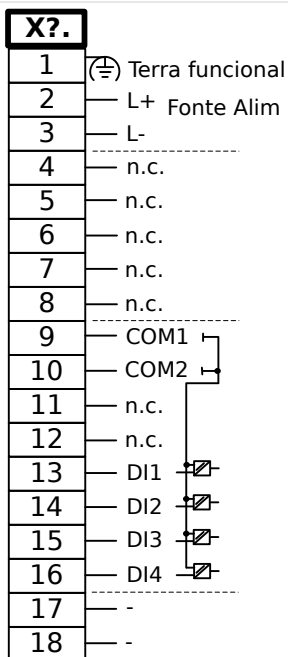 X?.
1 Terra funcional
2 L+ Fonte Alim
3 L-
4 n.c.
5 n.c.
6 n.c.
7 n.c.
8 n.c.
9 COM1
10 COM2
11 n.c.
12 n.c.
13 DI1
14 DI2
15 DI3
16 DI4
17 -
18 -